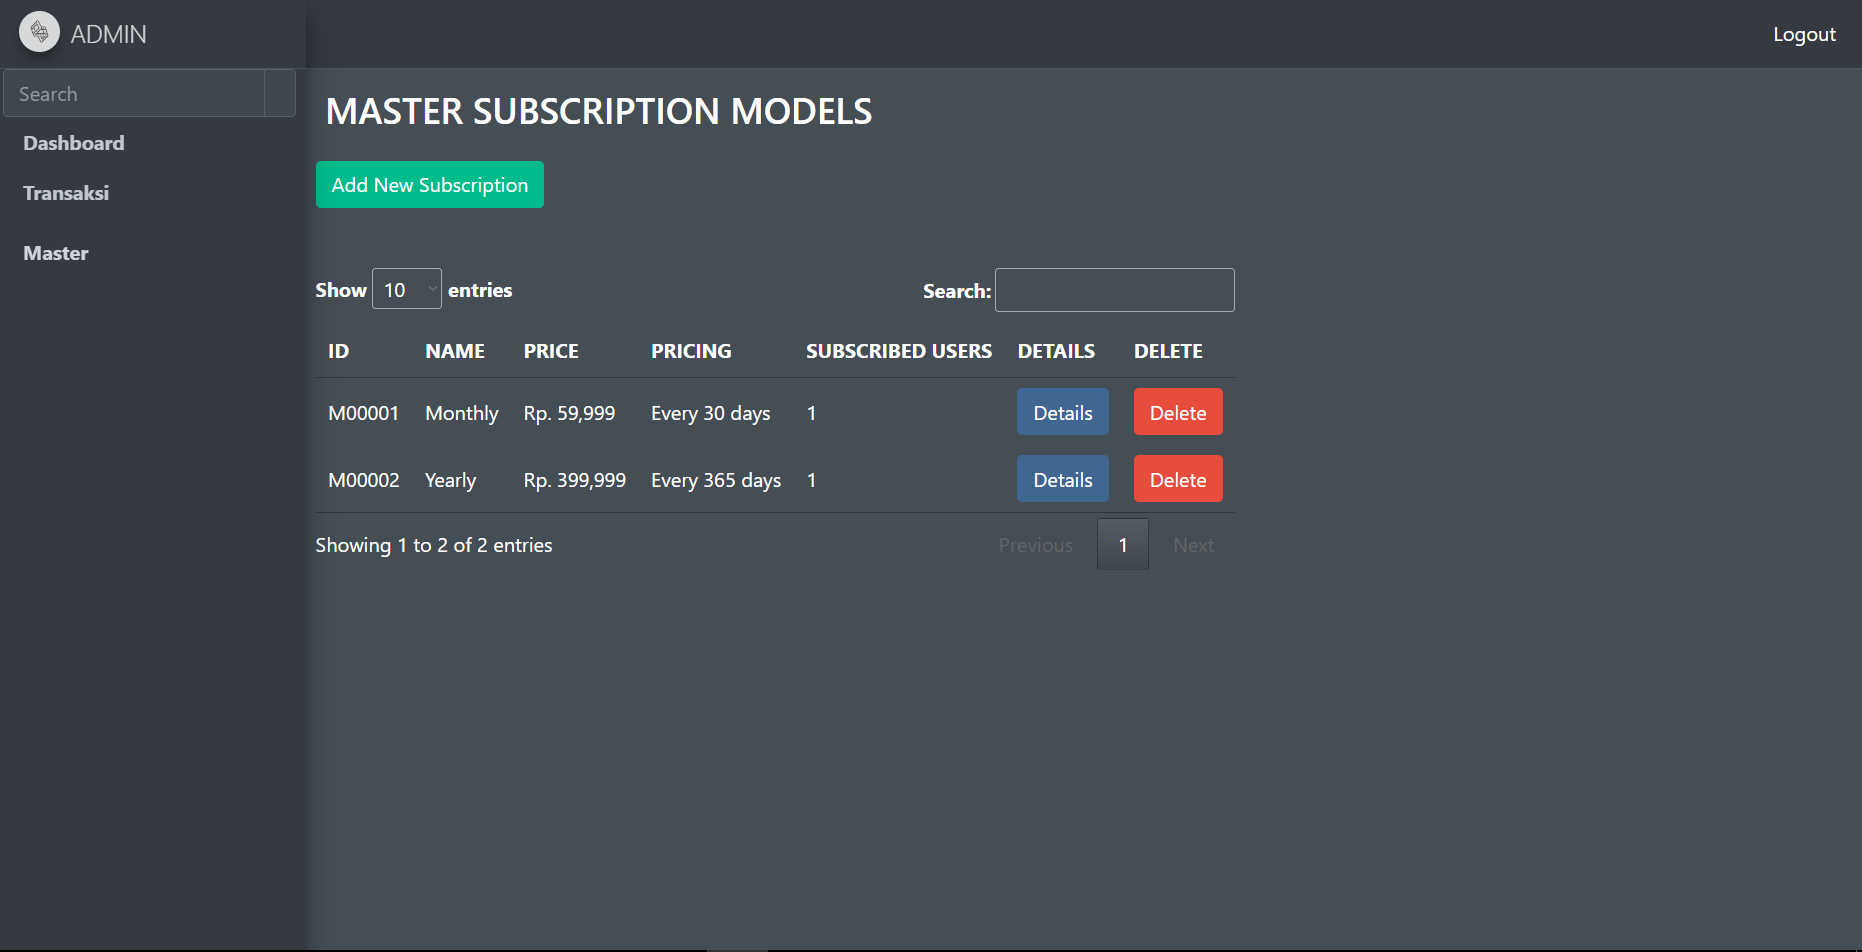 ADMIN
Logout
Search
Dashboard
Transaksi
Master
MASTER SUBSCRIPTION MODELS
Add New Subscription
Show 10 entries
Search:
ID NAME PRICE PRICING SUBSCRIBED USERS DETAILS DELETE
M00001 Monthly Rp. 59,999 Every 30 days 1 Details Delete
M00002 Yearly Rp. 399,999 Every 365 days 1 Details Delete
Showing 1 to 2 of 2 entries
Previous 1 Next